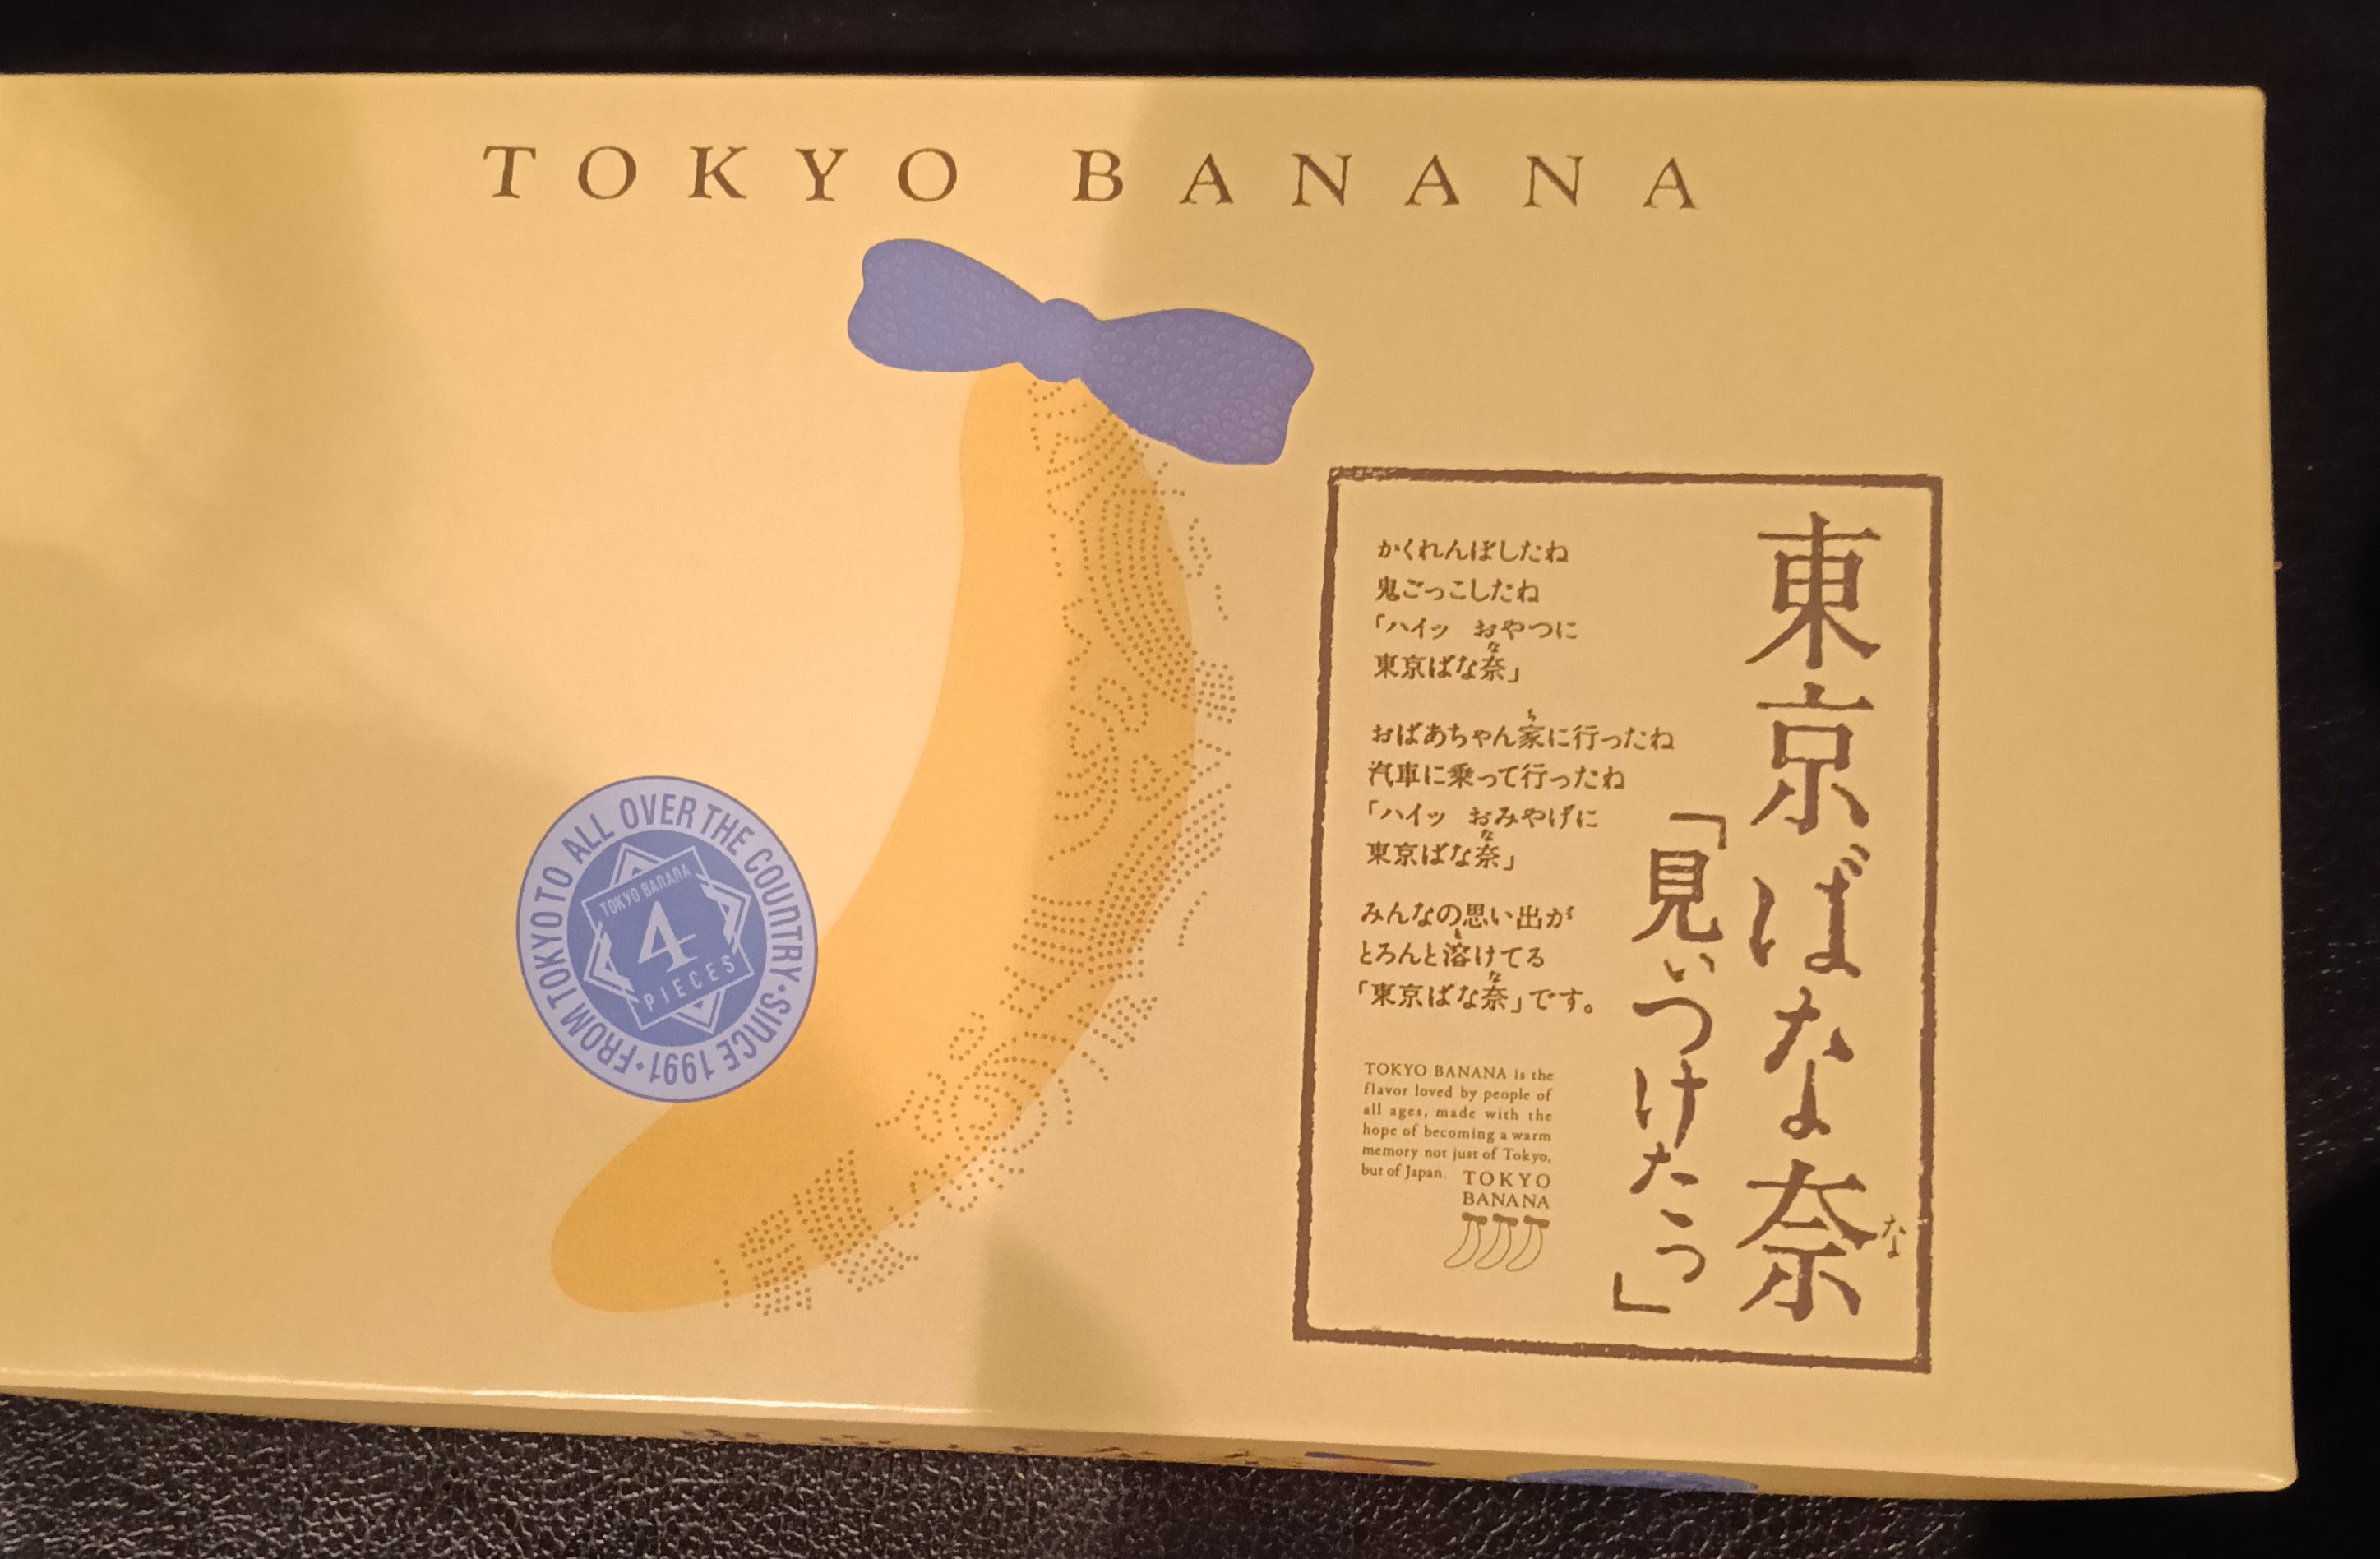 TOKYO BANANA
東京ばな奈
な
「見ぃつけたっ」
かくれんぼしたね
鬼ごっこしたね
「ハイッ おやつに
な
東京ばな奈」
ち
おばあちゃん家に行ったね
汽車に乗って行ったね
「ハイッ おみやげに
な
東京ばな奈」
みんなの思い出が
と
とろんと溶けてる
な
「東京ばな奈」です。
TOKYO BANANA is the
flavor loved by people of
all ages, made with the
hope of becoming a warm
memory not just of Tokyo,
but of Japan.
TOKYO
BANANA
FROM TOKYO TO ALL OVER THE COUNTRY · SINCE 1991 ·
TOKYO BANANA
4
PIECES